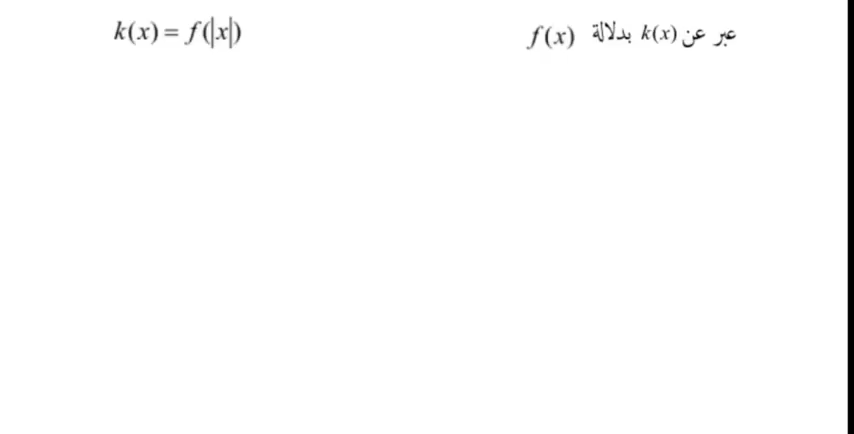 عبر عن k(x) بدلالة f(x)
k(x) = f(|x|)